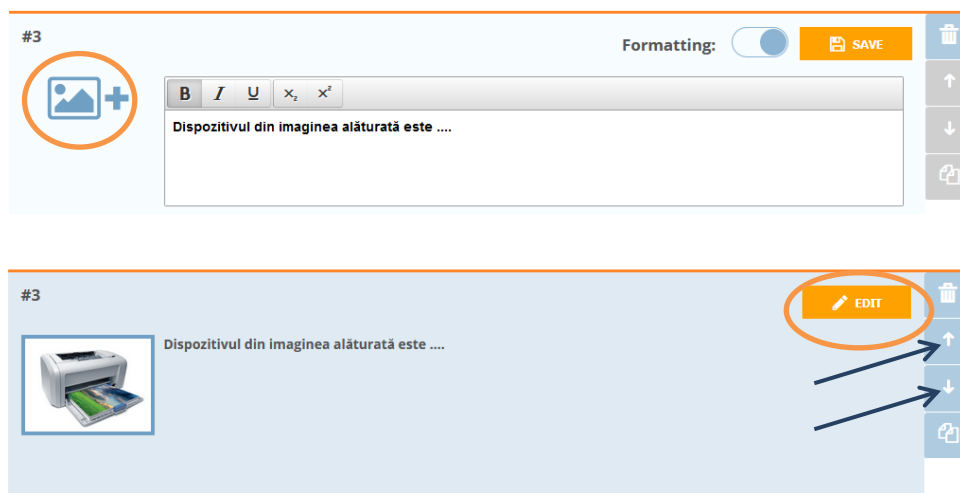 #3
Formatting:
SAVE
B I U X₂ X²
Dispozitivul din imaginea alăturată este ....
#3
EDIT
Dispozitivul din imaginea alăturată este ....